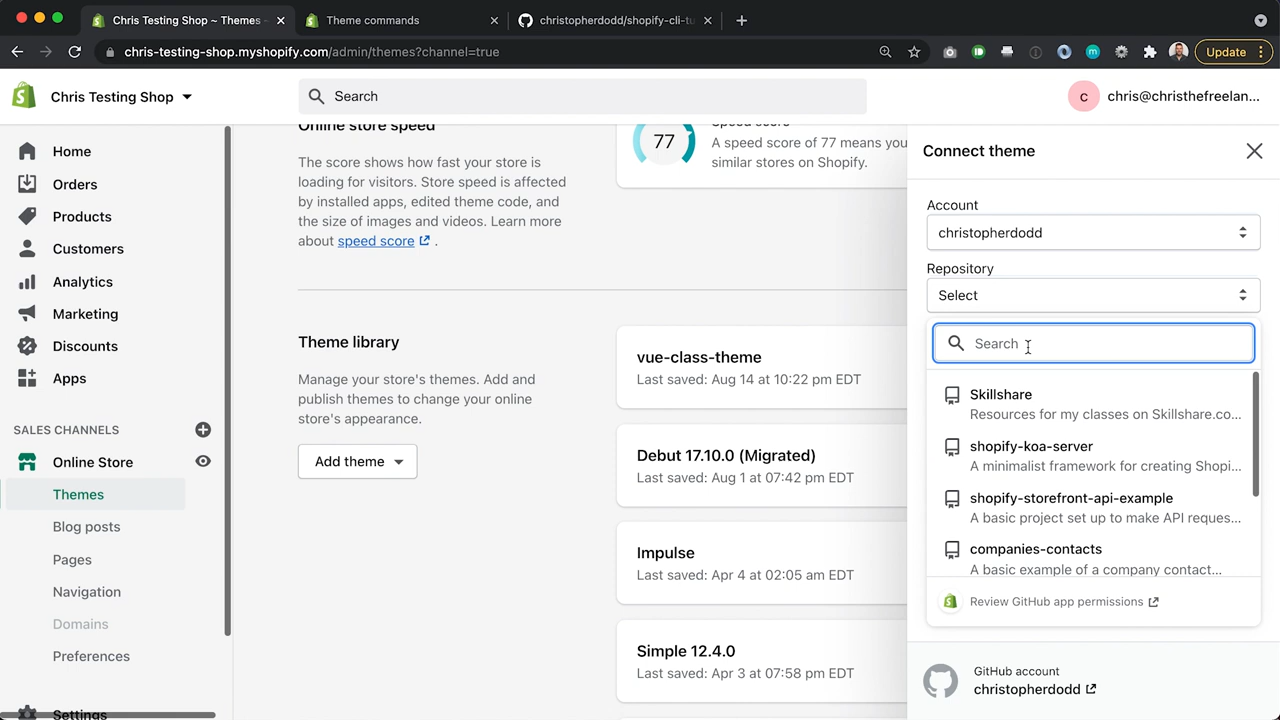 Chris Testing Shop ~ Themes -
Theme commands
christopherdodd/shopify-cli-tu
chris-testing-shop.myshopify.com/admin/themes?channel=true
Update
Chris Testing Shop
Search
c
chris@christhefreelan...
Home
Orders
Products
Customers
Analytics
Marketing
Discounts
Apps
SALES CHANNELS
Online Store
Themes
Blog posts
Pages
Navigation
Domains
Preferences
Settings
Online store speed
The score shows how fast your store is
loading for visitors. Store speed is affected
by installed apps, edited theme code, and
the size of images and videos. Learn more
about speed score .
77
Speed score
A speed score of 77 means you
similar stores on Shopify.
Theme library
Manage your store's themes. Add and
publish themes to change your online
store's appearance.
Add theme
vue-class-theme
Last saved: Aug 14 at 10:22 pm EDT
Debut 17.10.0 (Migrated)
Last saved: Aug 1 at 07:42 pm EDT
Impulse
Last saved: Apr 4 at 02:05 am EDT
Simple 12.4.0
Last saved: Apr 3 at 07:58 pm EDT
Connect theme
Account
christopherdodd
Repository
Select
Search
Skillshare
Resources for my classes on Skillshare.co...
shopify-koa-server
A minimalist framework for creating Shopi...
shopify-storefront-api-example
A basic project set up to make API reques...
companies-contacts
A basic example of a company contact...
Review GitHub app permissions
GitHub account
christopherdodd